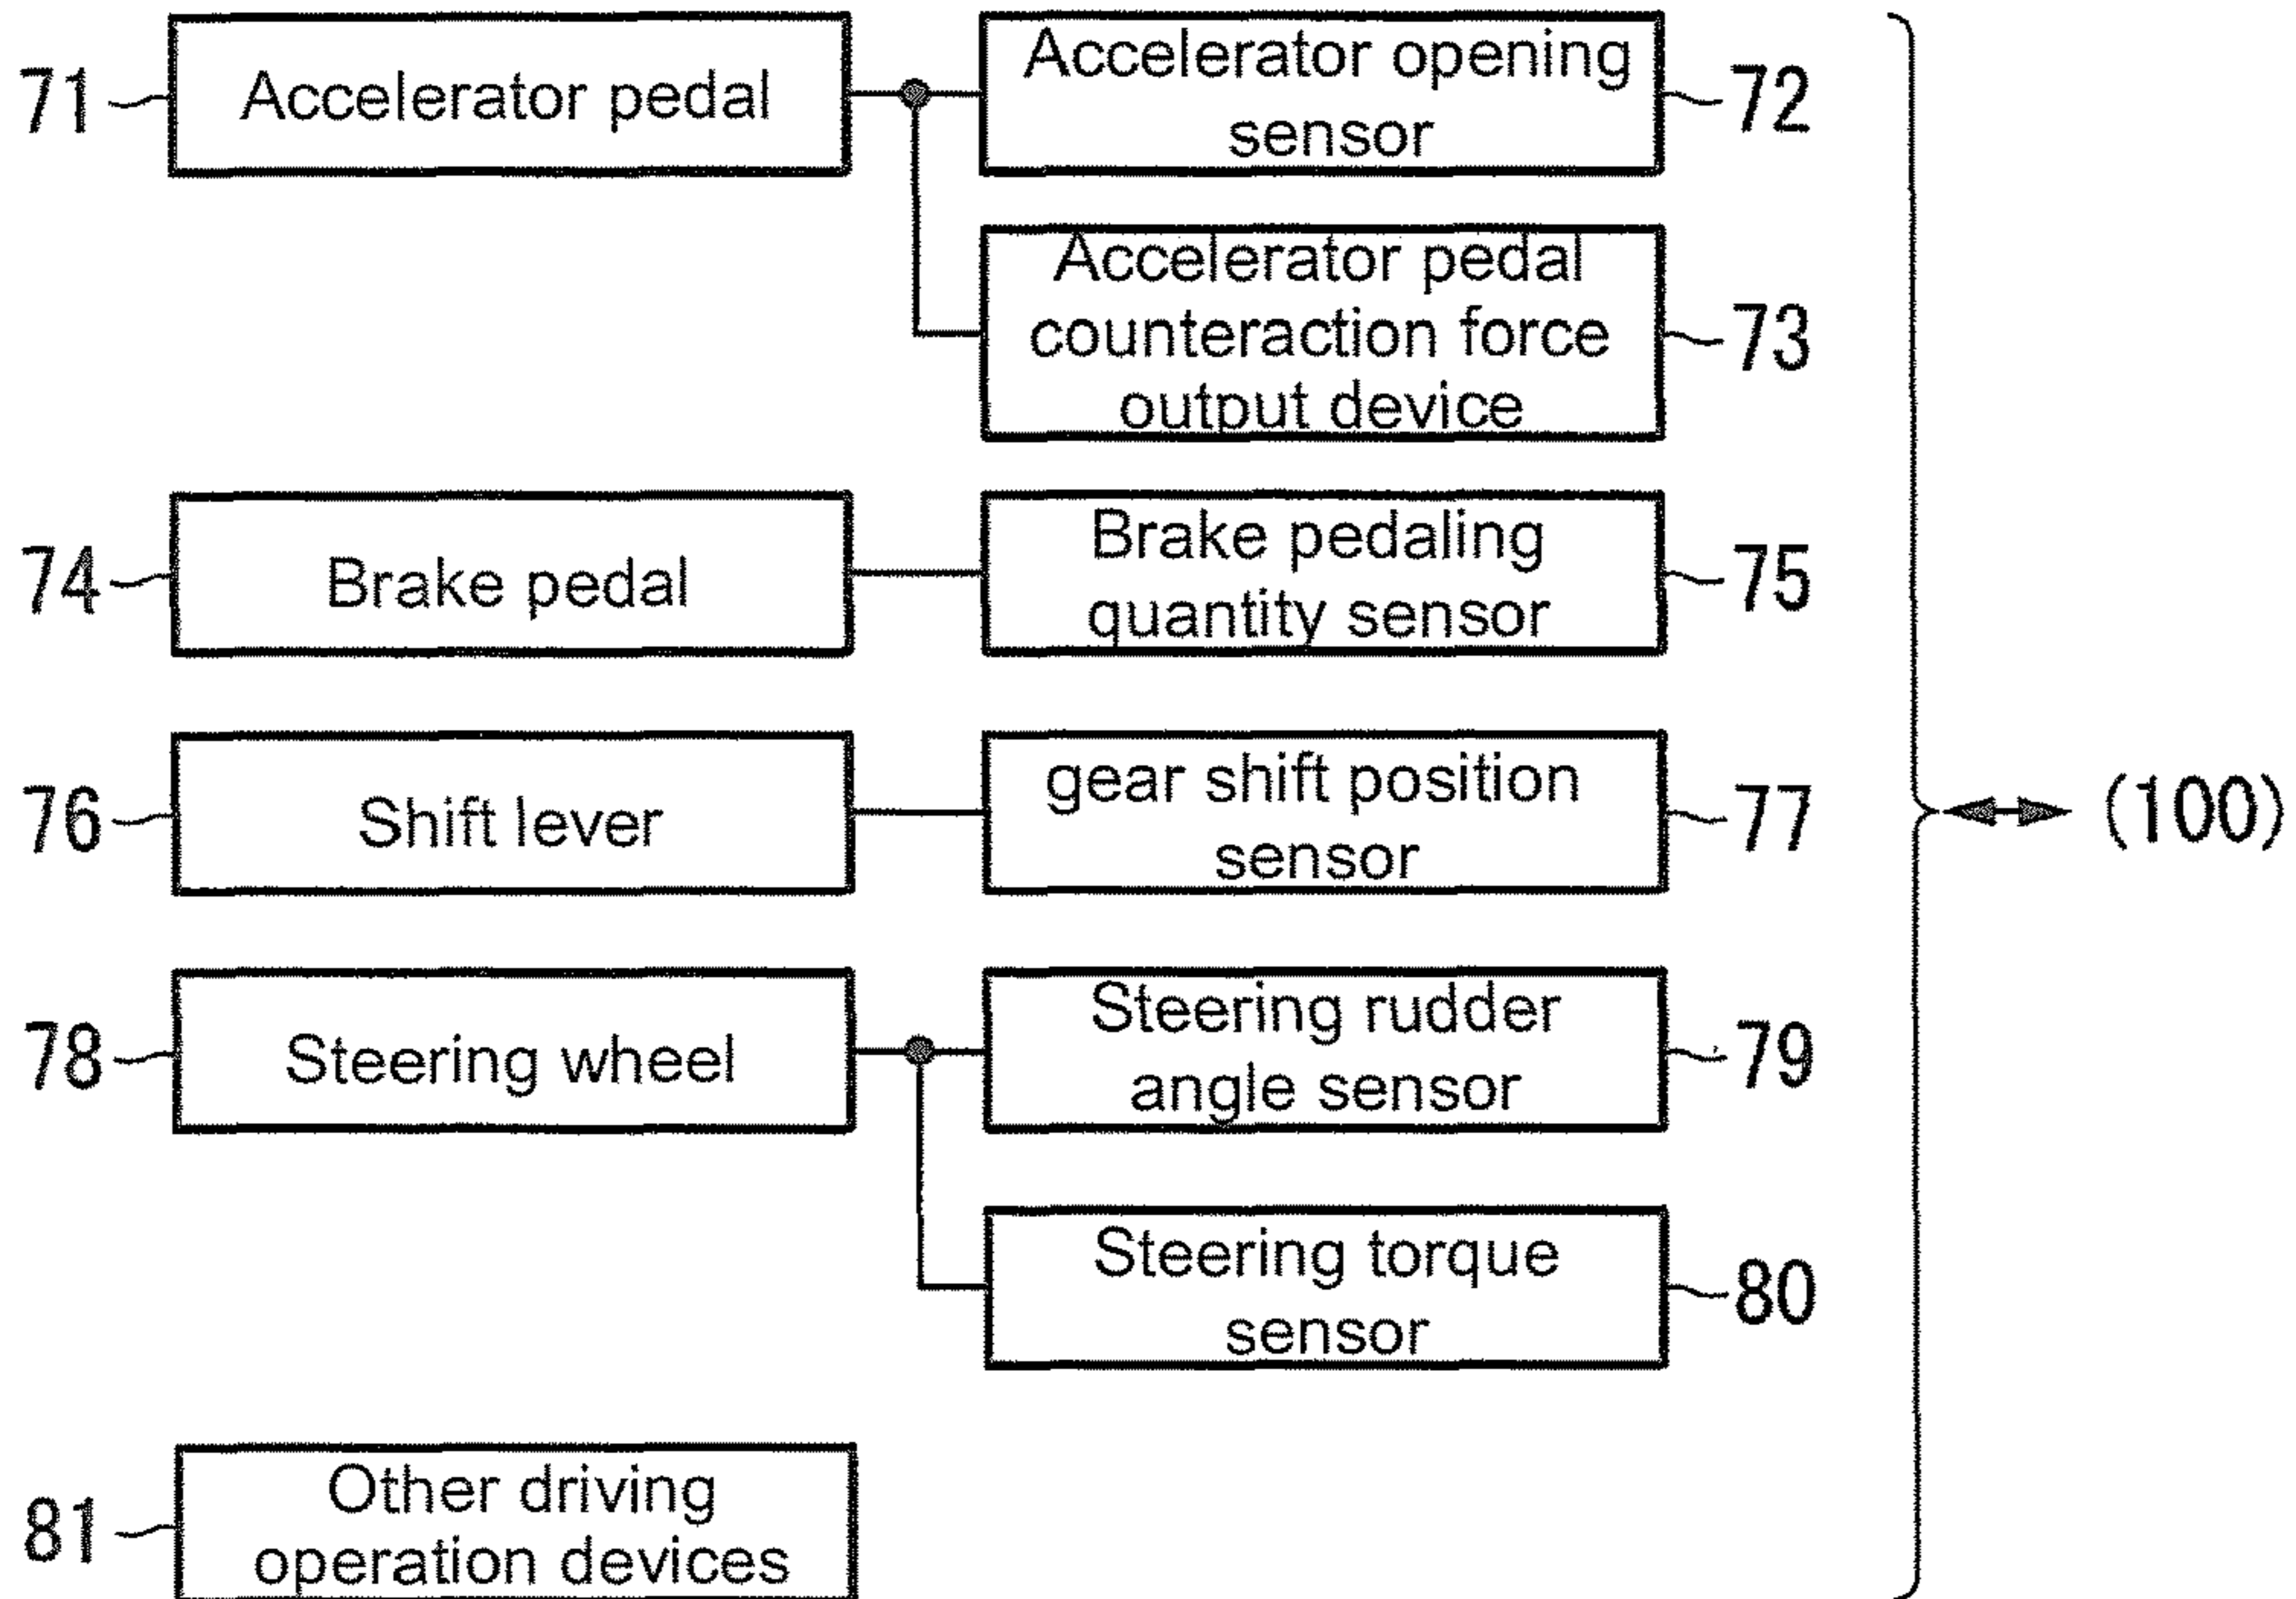 71
Accelerator pedal
Accelerator opening
sensor
72
Accelerator pedal
counteraction force
output device
73
74
Brake pedal
Brake pedaling
quantity sensor
75
76
Shift lever
gear shift position
sensor
77
(100)
78
Steering wheel
Steering rudder
angle sensor
79
Steering torque
sensor
80
81
Other driving
operation devices